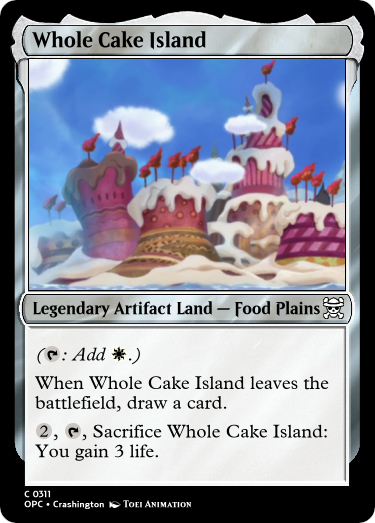 Whole Cake Island
Legendary Artifact Land — Food Plains
(: Add .)
When Whole Cake Island leaves the
battlefield, draw a card.
2, , Sacrifice Whole Cake Island:
You gain 3 life.
C 0311
OPC • Crashington Toei Animation